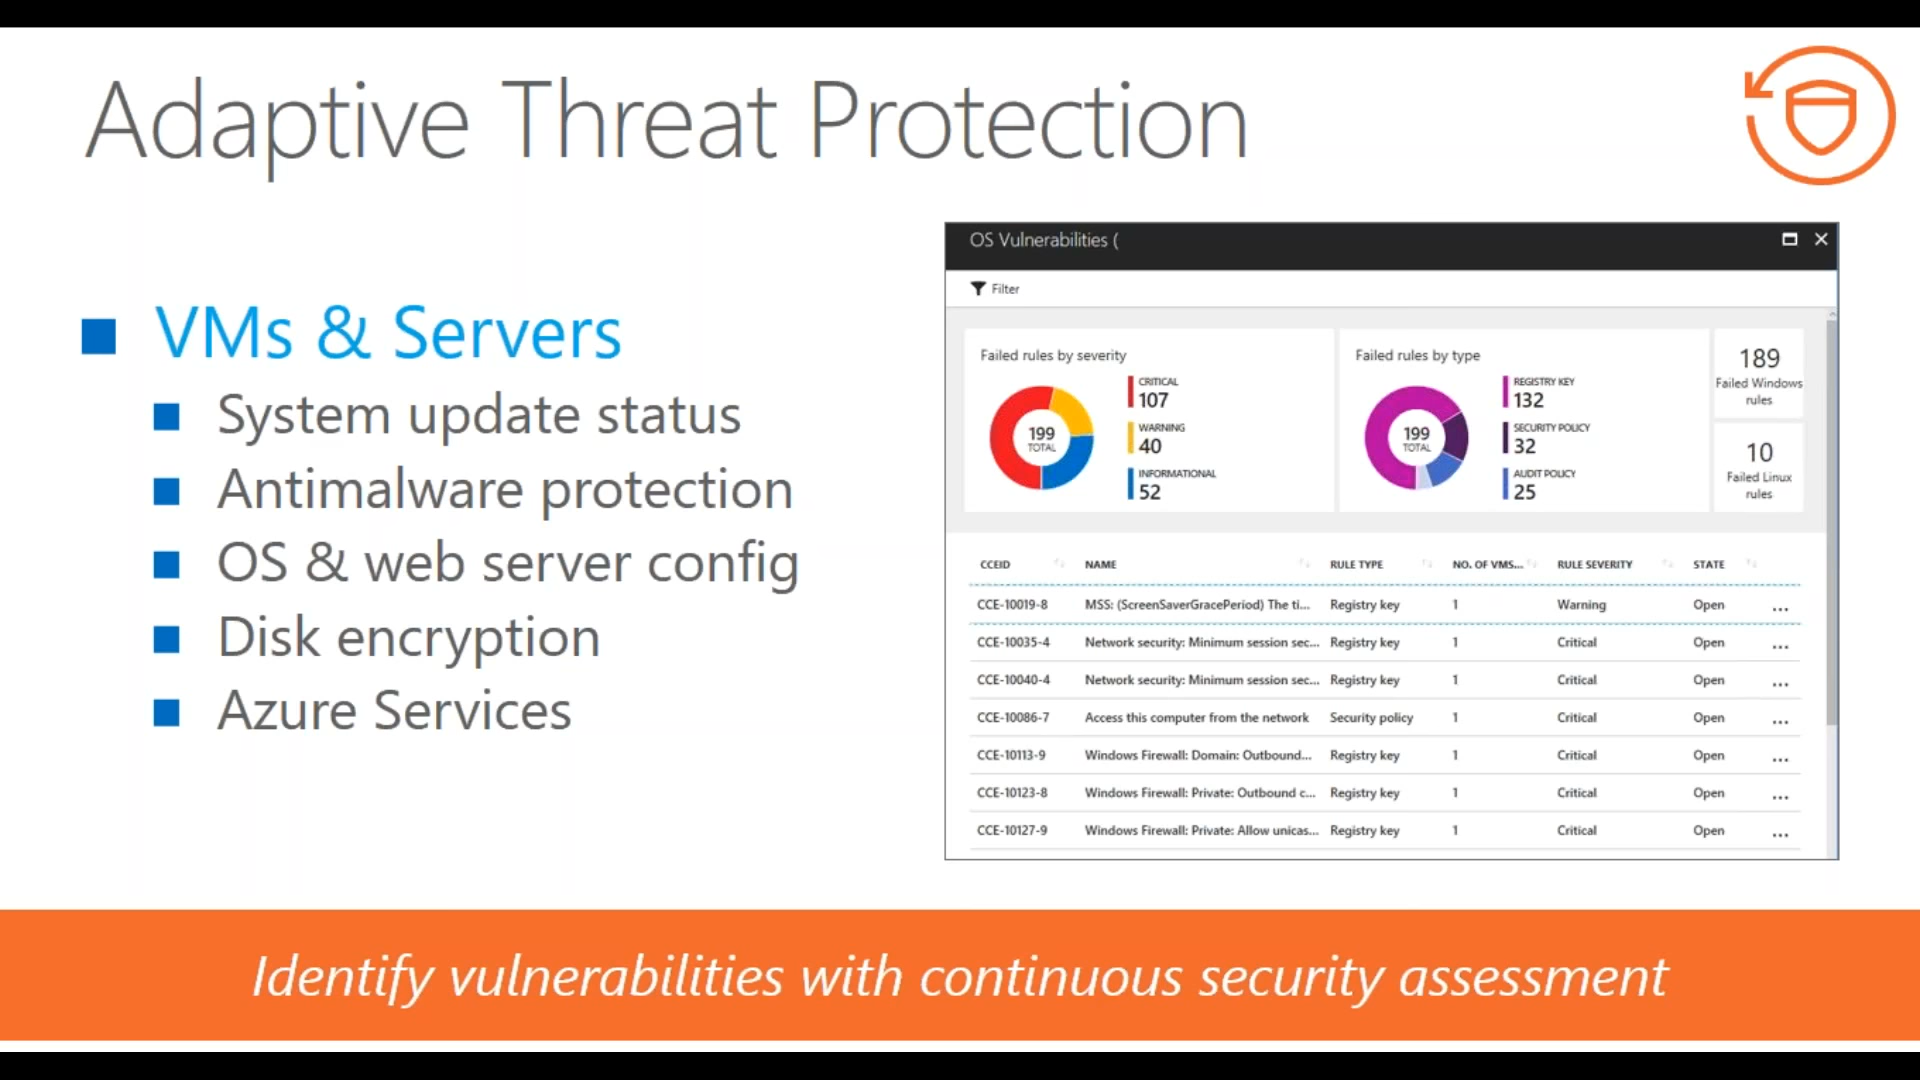 Adaptive Threat Protection
VMs & Servers
System update status
Antimalware protection
OS & web server config
Disk encryption
Azure Services
OS Vulnerabilities (
Filter
Failed rules by severity
199
TOTAL
CRITICAL
107
WARNING
40
INFORMATIONAL
52
Failed rules by type
199
TOTAL
REGISTRY KEY
132
SECURITY POLICY
32
AUDIT POLICY
25
189
Failed Windows
rules
10
Failed Linux
rules
CCEID NAME RULE TYPE NO. OF VMS... RULE SEVERITY STATE
CCE-10019-8 MSS: (ScreenSaverGracePeriod) The ti... Registry key 1 Warning Open ...
CCE-10035-4 Network security: Minimum session sec... Registry key 1 Critical Open ...
CCE-10040-4 Network security: Minimum session sec... Registry key 1 Critical Open ...
CCE-10086-7 Access this computer from the network Security policy 1 Critical Open ...
CCE-10113-9 Windows Firewall: Domain: Outbound... Registry key 1 Critical Open ...
CCE-10123-8 Windows Firewall: Private: Outbound c... Registry key 1 Critical Open ...
CCE-10127-9 Windows Firewall: Private: Allow unicas... Registry key 1 Critical Open ...
Identify vulnerabilities with continuous security assessment